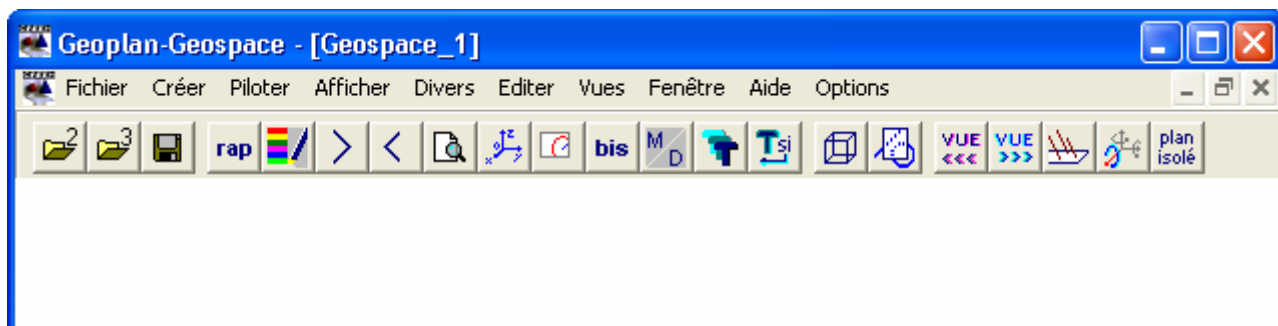 Geoplan-Geospace - [Geospace_1]
Fichier Créer Piloter Afficher Divers Editer Vues Fenêtre Aide Options
2 3 rap > < z x y bis M D T si VUE <<< VUE >>> plan isolé